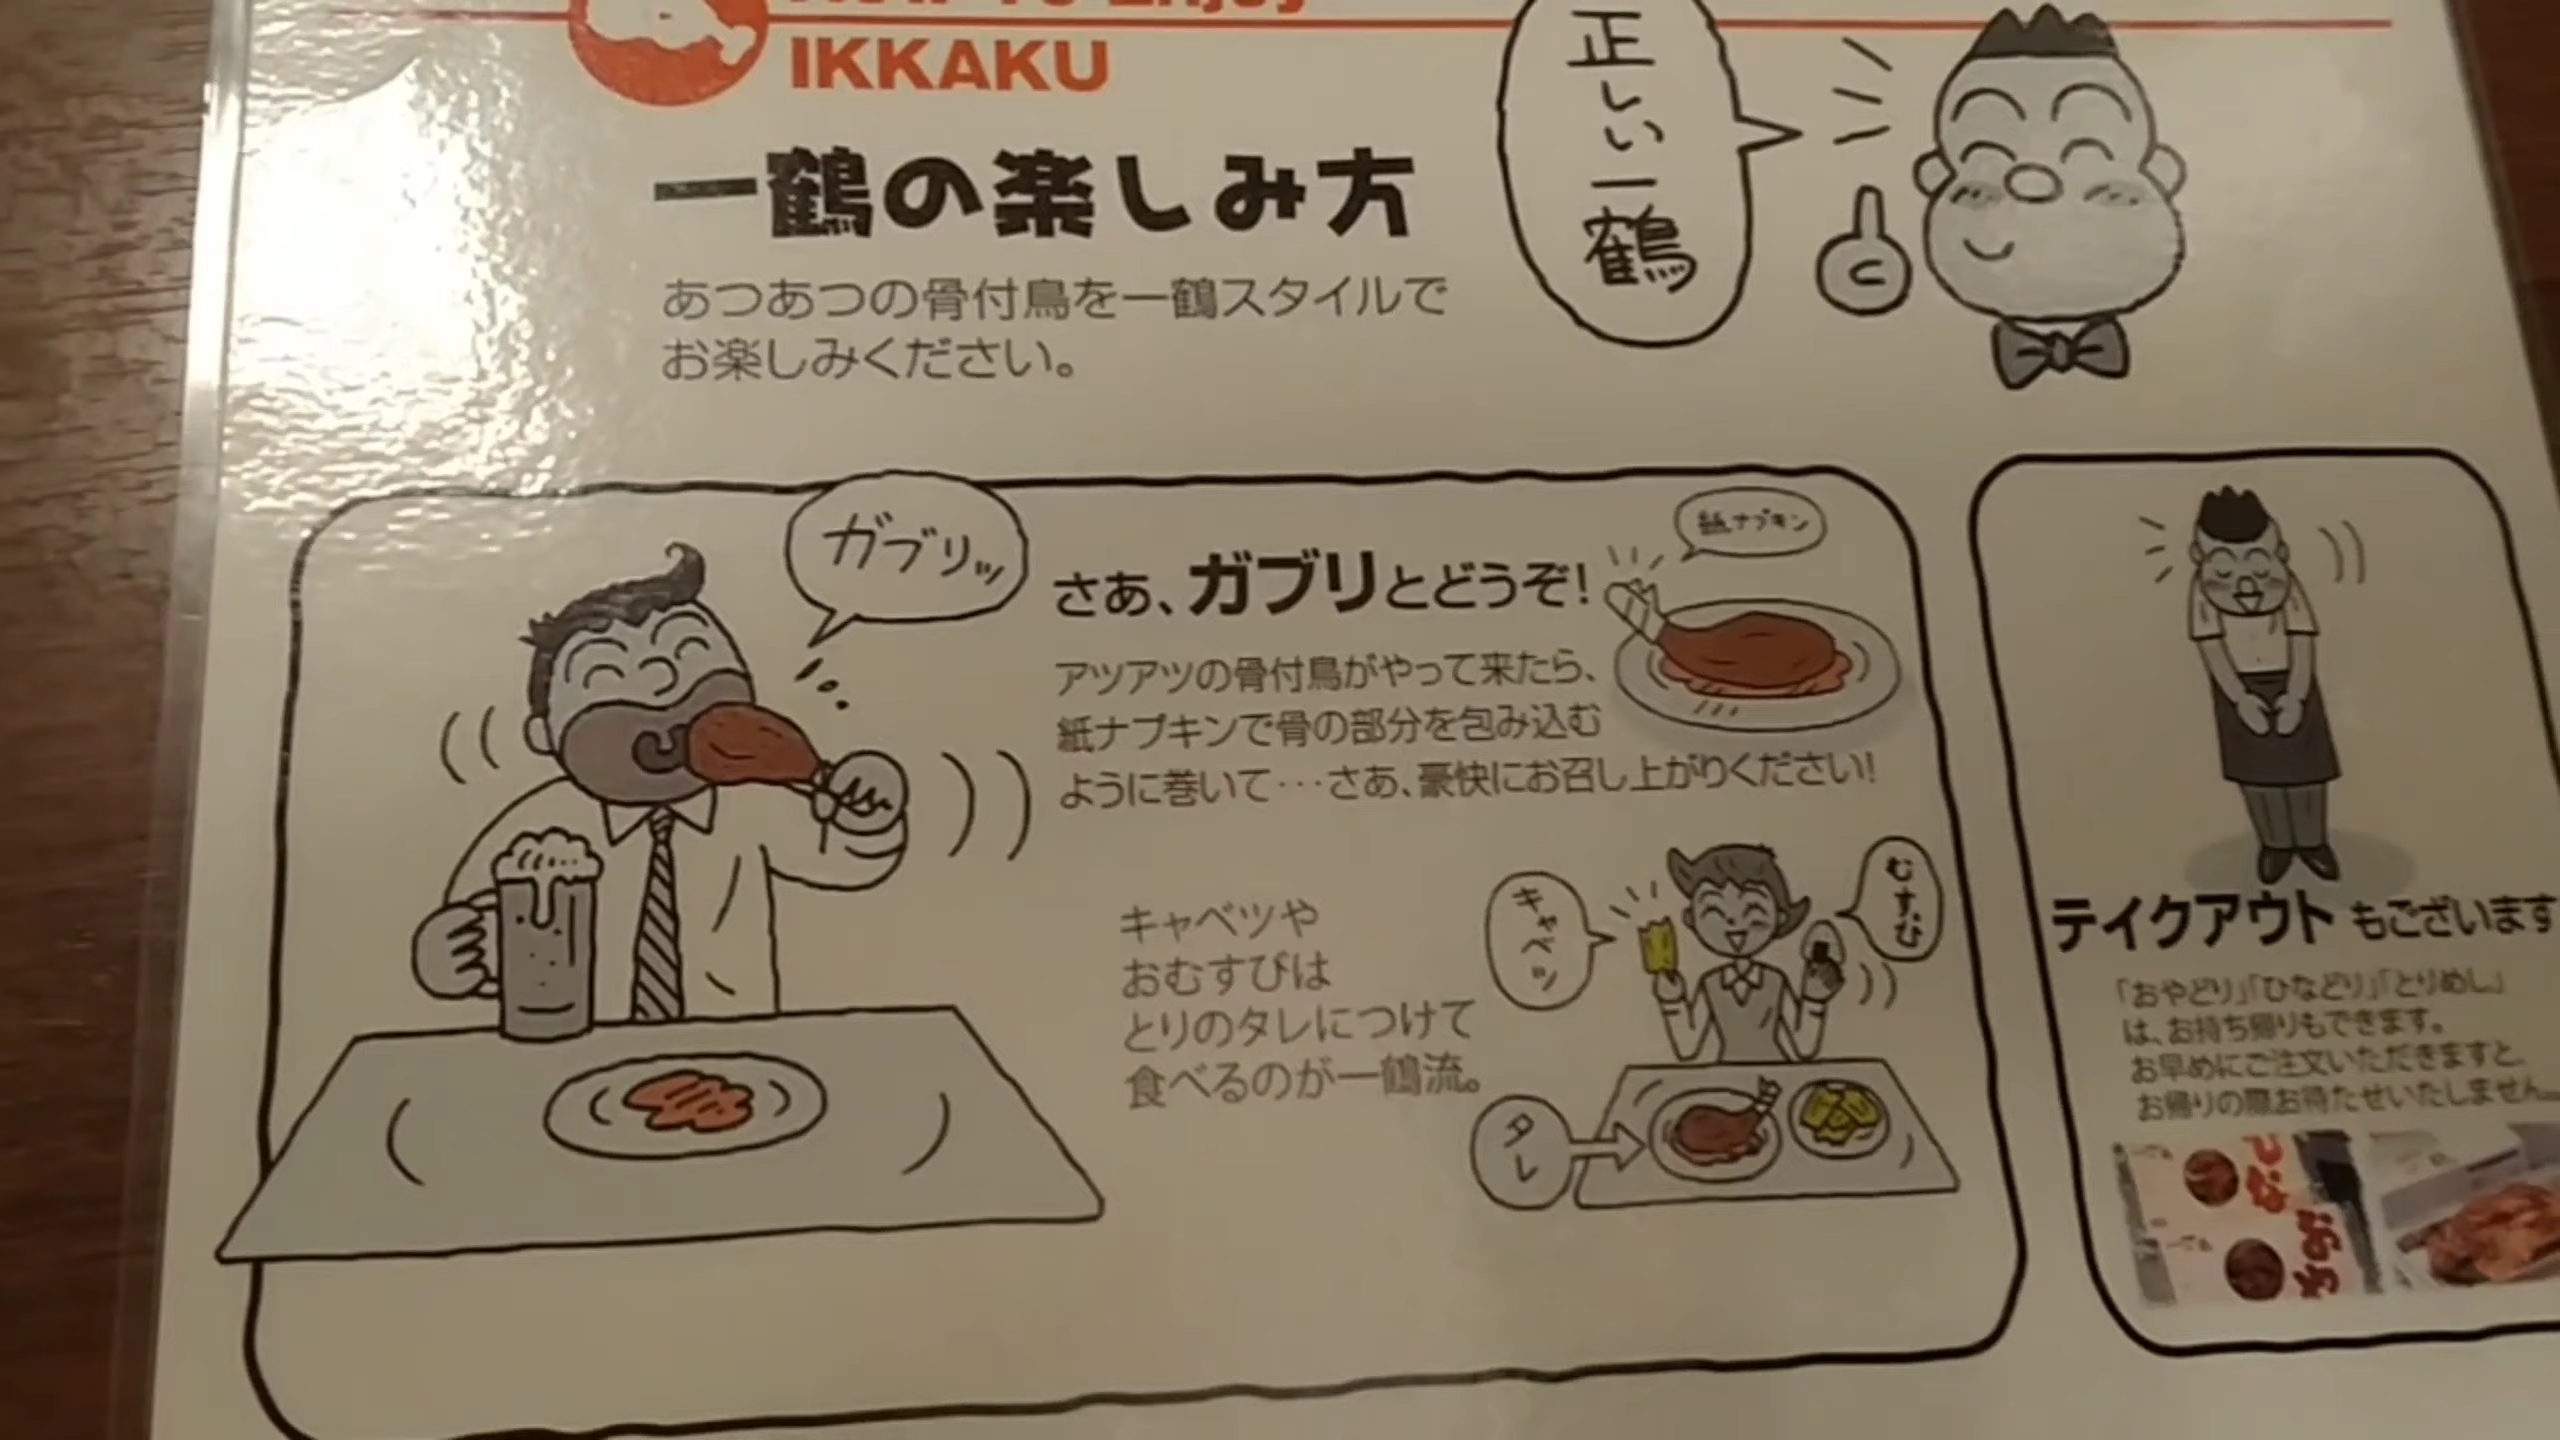 How To Enjoy
IKKAKU
一鶴の楽しみ方
あつあつの骨付鳥を一鶴スタイルで
お楽しみください。
正しい一鶴
ガブリッ
さあ、ガブリとどうぞ!
紙ナプキン
アツアツの骨付鳥がやって来たら、
紙ナプキンで骨の部分を包み込む
ように巻いて・・・さあ、豪快にお召し上がりください!
キャベツや
おむすびは
とりのタレにつけて
食べるのが一鶴流。
キャベツ
むすび
タレ
テイクアウトもございます
「おやどり」「ひなどり」「とりめし」
は、お持ち帰りもできます。
お早めにご注文いただきますと、
お帰りの際お待たせいたしません。